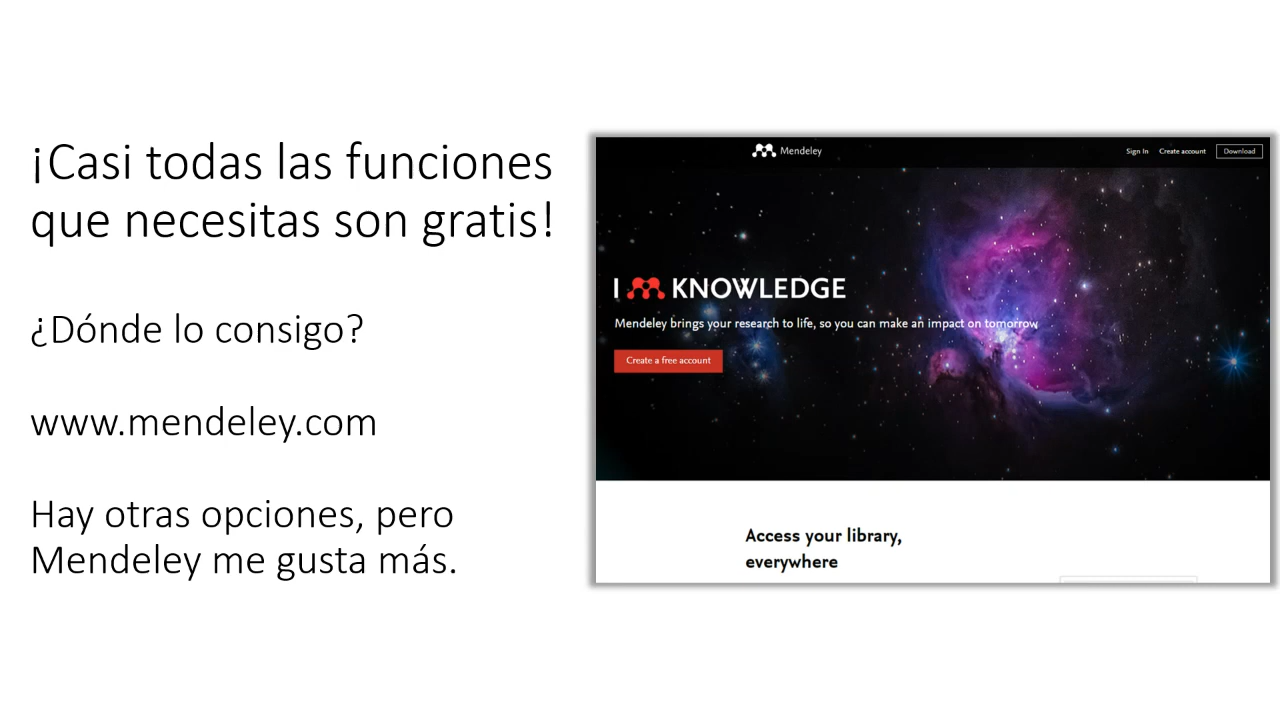 ¡Casi todas las funciones
que necesitas son gratis!
¿Dónde lo consigo?
www.mendeley.com
Hay otras opciones, pero
Mendeley me gusta más.
Mendeley
Sign In Create account Download
I KNOWLEDGE
Mendeley brings your research to life, so you can make an impact on tomorrow
Create a free account
Access your library,
everywhere